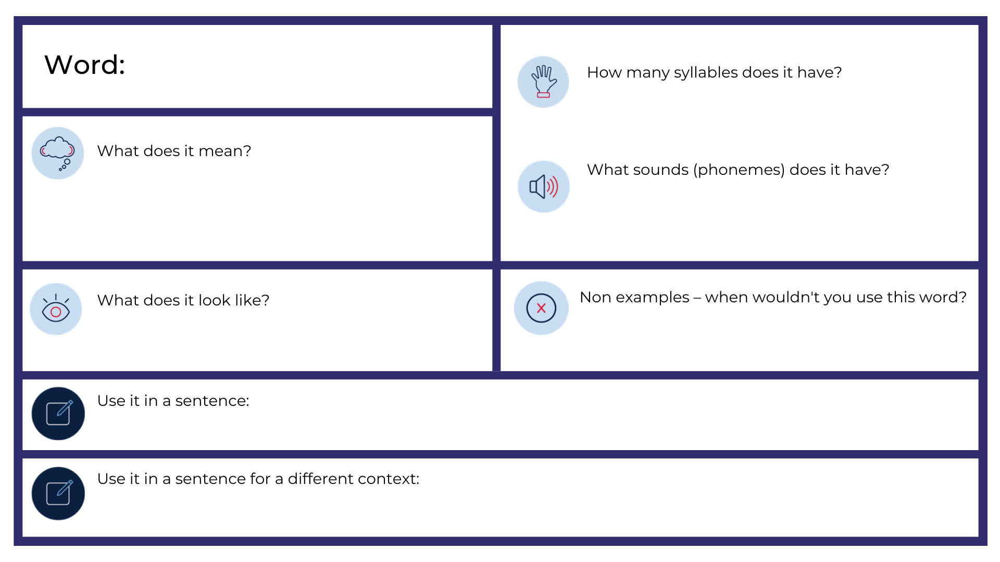 Word:
How many syllables does it have?
What does it mean?
What sounds (phonemes) does it have?
What does it look like?
Non examples – when wouldn't you use this word?
Use it in a sentence:
Use it in a sentence for a different context: